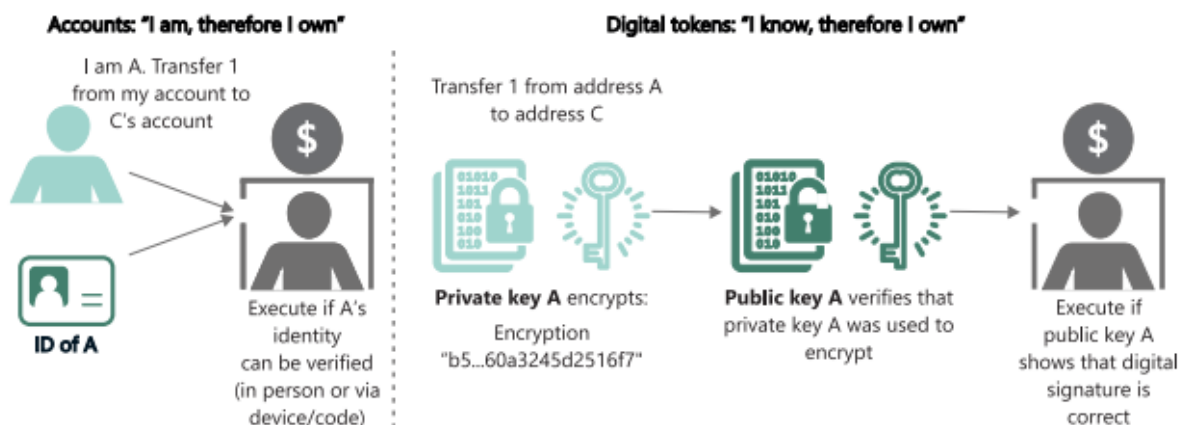 Accounts: "I am, therefore I own"
I am A. Transfer 1
from my account to
C's account
$
ID of A
Execute if A's
identity
can be verified
(in person or via
device/code)
Digital tokens: "I know, therefore I own"
Transfer 1 from address A
to address C
01010
1011
101
010
100
010
Private key A encrypts:
Encryption
"b5...60a3245d2516f7"
01010
1011
101
010
100
010
Public key A verifies that
private key A was used to
encrypt
$
Execute if
public key A
shows that digital
signature is
correct